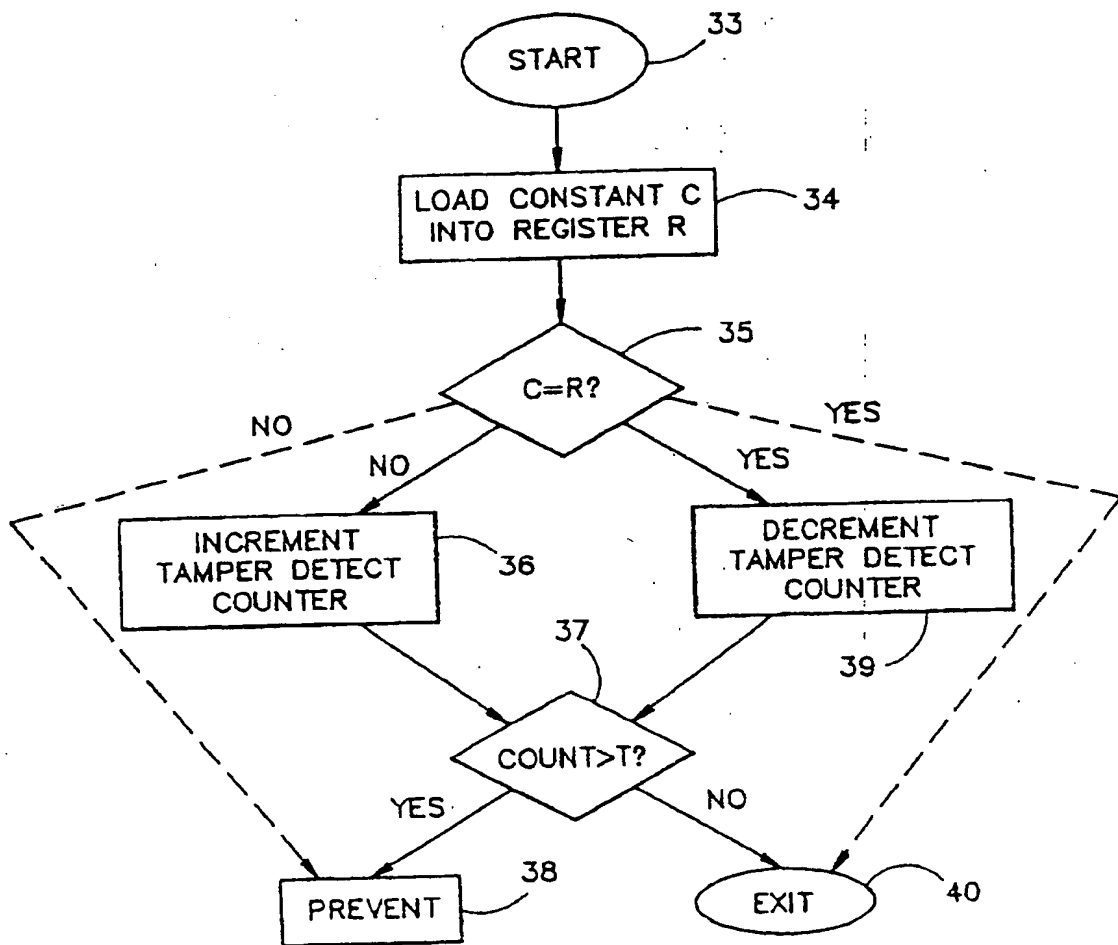 33
START
LOAD CONSTANT C
INTO REGISTER R
34
35
C=R?
NO
YES
NO
YES
INCREMENT
TAMPER DETECT
COUNTER
36
DECREMENT
TAMPER DETECT
COUNTER
39
37
COUNT>T?
YES
NO
PREVENT
38
EXIT
40